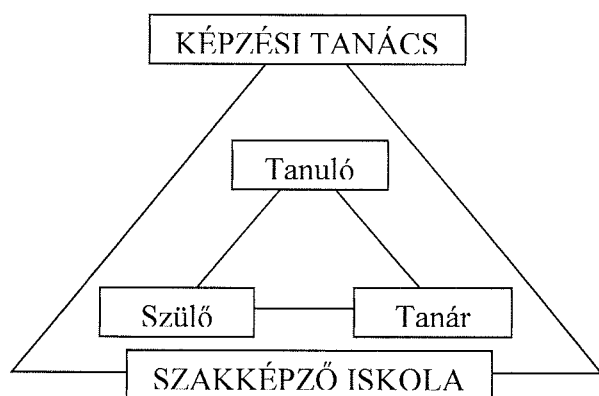 KÉPZÉSI TANÁCS
Tanuló
Szülő
Tanár
SZAKKÉPZŐ ISKOLA